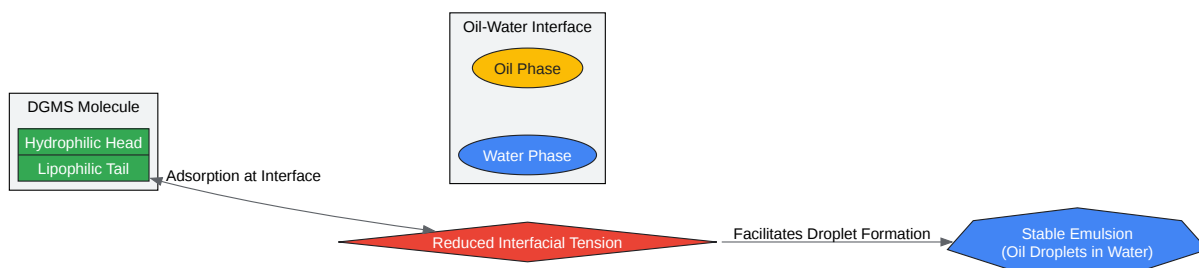 Oil-Water Interface
Oil Phase
Water Phase
DGMS Molecule
Hydrophilic Head
Lipophilic Tail
Adsorption at Interface
Reduced Interfacial Tension
Facilitates Droplet Formation
Stable Emulsion
(Oil Droplets in Water)